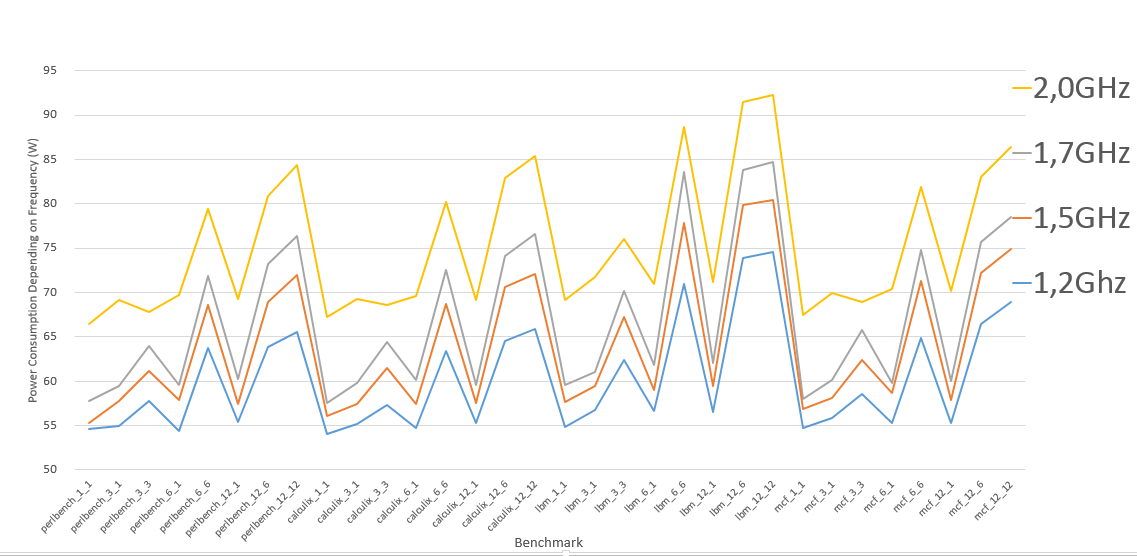 95
90
85
80
75
70
65
60
55
50
Power Consumption Depending on Frequency (W)
perlbench_1_1
perlbench_3_1
perlbench_3_3
perlbench_6_1
perlbench_6_6
perlbench_12_1
perlbench_12_6
perlbench_12_12
calculix_1_1
calculix_3_1
calculix_3_3
calculix_6_1
calculix_6_6
calculix_12_1
calculix_12_6
calculix_12_12
lbm_1_1
lbm_3_1
lbm_3_3
lbm_6_1
lbm_6_6
lbm_12_1
lbm_12_6
lbm_12_12
mcf_1_1
mcf_3_1
mcf_3_3
mcf_6_1
mcf_6_6
mcf_12_1
mcf_12_6
mcf_12_12
Benchmark
2,0GHz
1,7GHz
1,5GHz
1,2Ghz